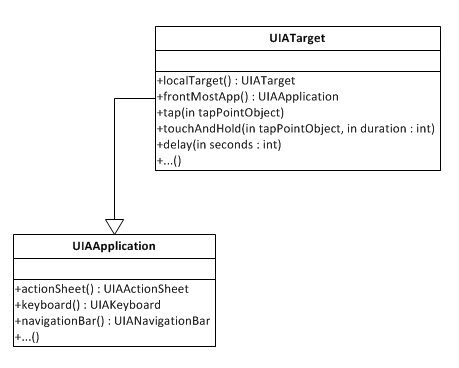 UIATarget
+localTarget() : UIATarget
+frontMostApp() : UIAApplication
+tap(in tapPointObject)
+touchAndHold(in tapPointObject, in duration : int)
+delay(in seconds : int)
+...()
UIAApplication
+actionSheet() : UIAActionSheet
+keyboard() : UIAKeyboard
+navigationBar() : UIANavigationBar
+...()